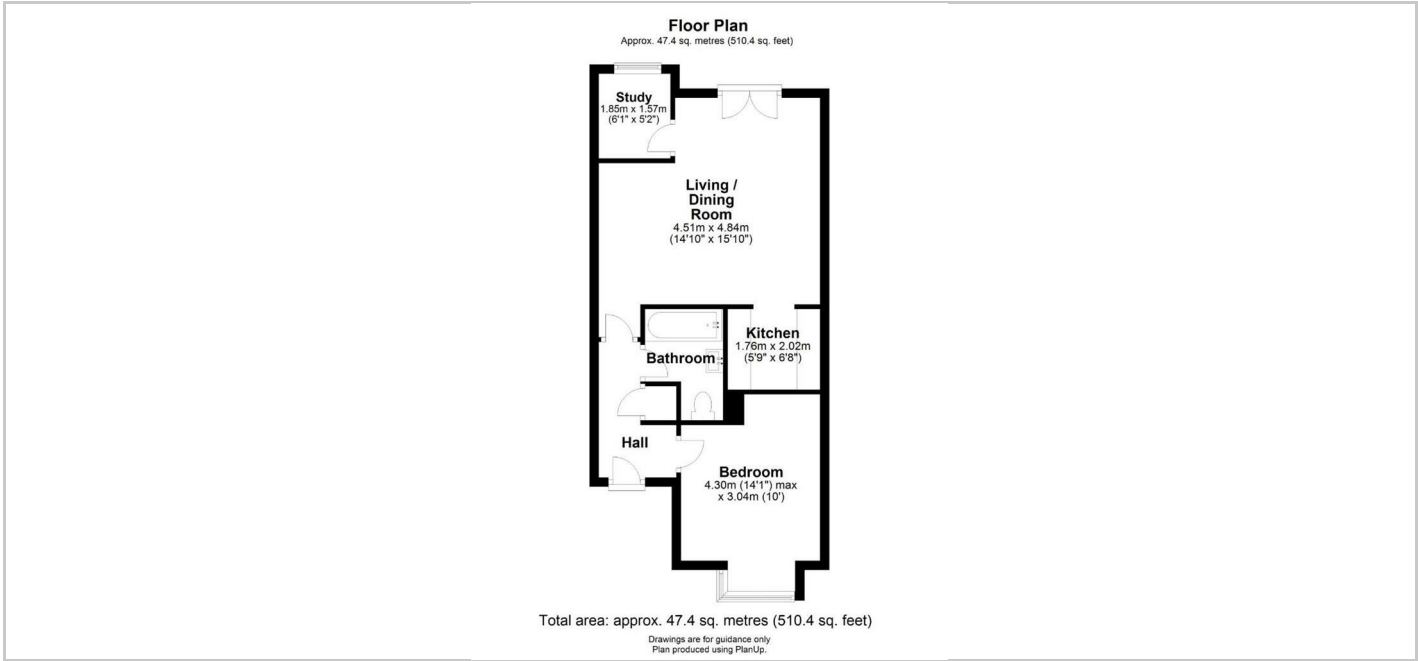 Floor Plan
Approx. 47.4 sq. metres (510.4 sq. feet)
Study
1.85m x 1.57m
(6'1" x 5'2")
Living /
Dining
Room
4.51m x 4.84m
(14'10" x 15'10")
Kitchen
1.76m x 2.02m
(5'9" x 6'8")
Bathroom
Hall
Bedroom
4.30m (14'1") max
x 3.04m (10')
Total area: approx. 47.4 sq. metres (510.4 sq. feet)
Drawings are for guidance only
Plan produced using PlanUp.